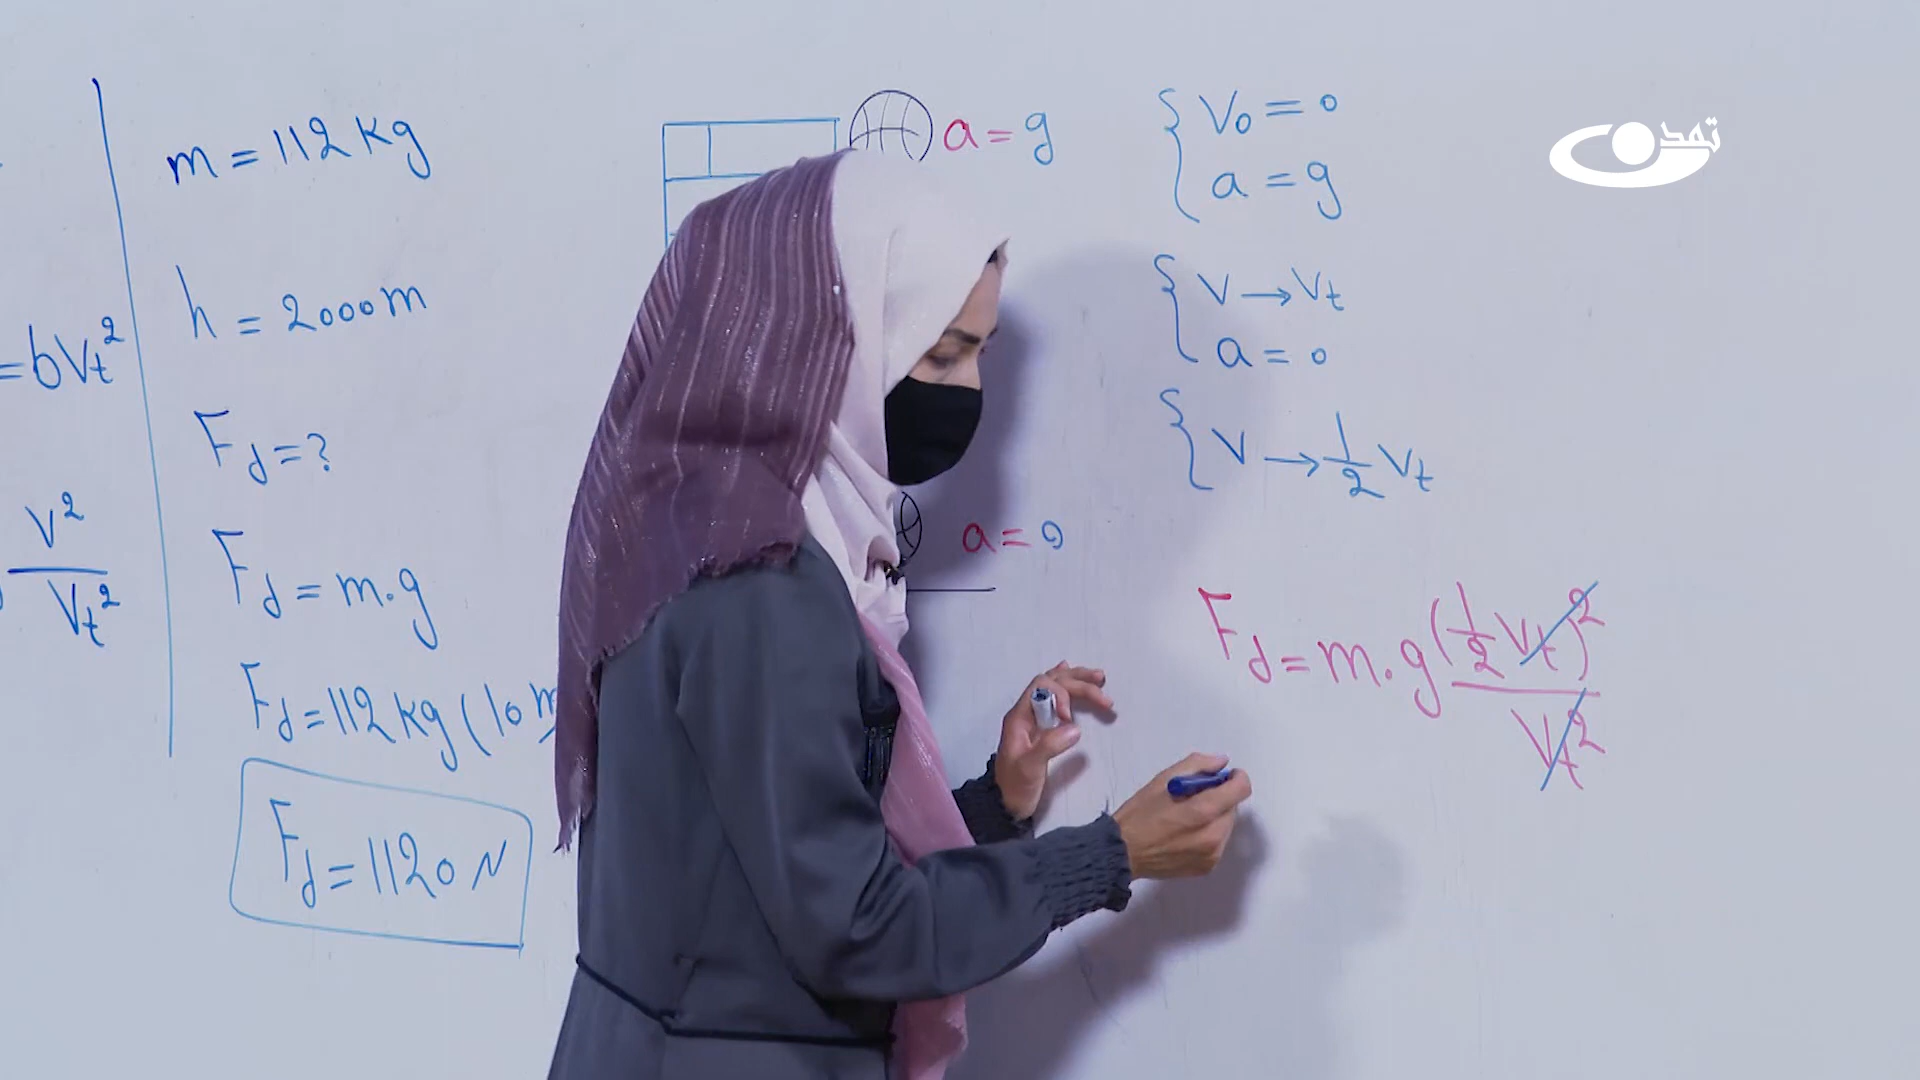 = bVt²
V²
Vt²
m = 112 kg
h = 2000 m
Fd = ?
Fd = m.g
Fd = 112 kg (10 m
Fd = 1120 N
a = g
a = 0
{ V0 = 0
a = g
{ V → Vt
a = 0
{ V → 1/2 Vt
Fd = m.g (1/2 Vt)² / Vt²
تمدن